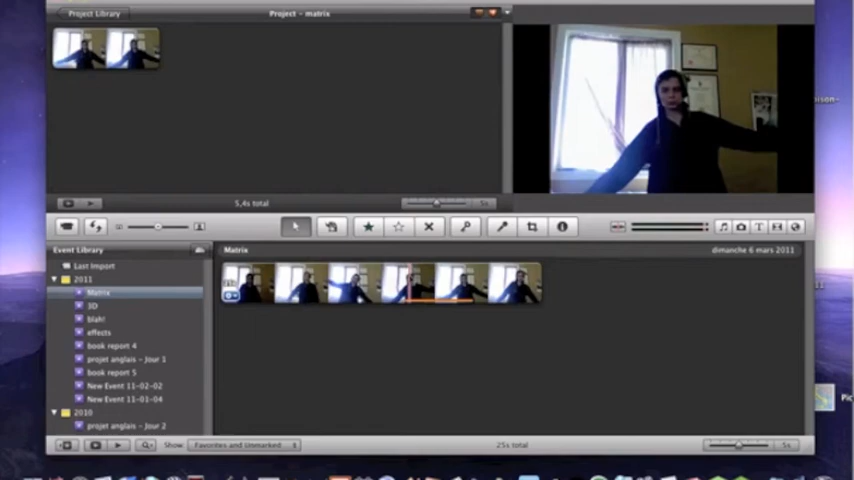 Project Library
Project - matrix
5,4s total
5s
Event Library
Matrix
dimanche 6 mars 2011
Last Import
2011
Matrix
3D
blah!
effects
book report 4
projet anglais - Jour 1
book report 5
New Event 11-02-02
New Event 11-01-04
2010
projet anglais - Jour 2
Show:
Favorites and Unmarked
25s total
5s